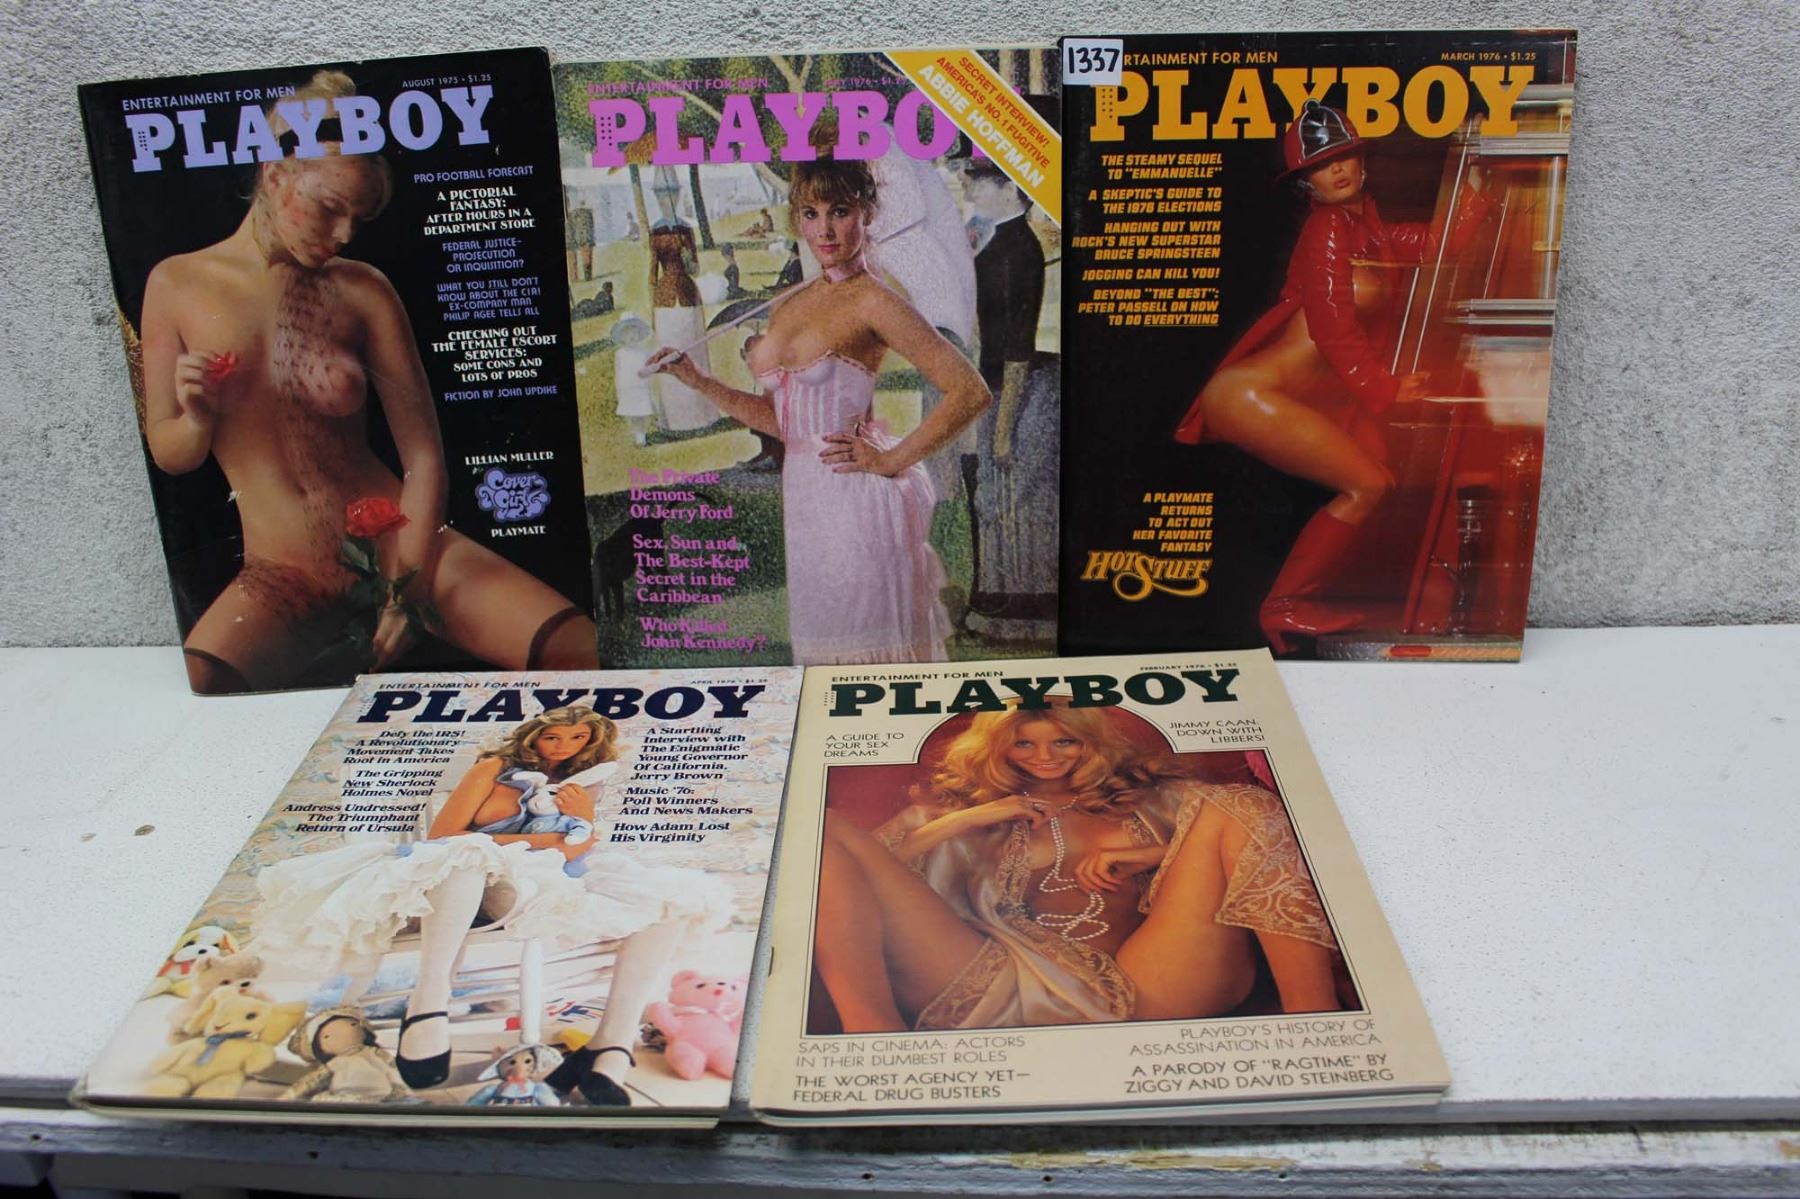 ENTERTAINMENT FOR MEN
AUGUST 1975 • $1.25
PLAYBOY
PRO FOOTBALL FORECAST
A PICTORIAL
FANTASY:
AFTER HOURS IN A
DEPARTMENT STORE
FEDERAL JUSTICE–
PROSECUTION
OR INQUISITION?
WHAT YOU STILL DON'T
KNOW ABOUT THE CIA!
EX-COMPANY MAN
PHILIP AGEE TELLS ALL
CHECKING OUT
THE FEMALE ESCORT
SERVICES:
SOME CONS AND
LOTS OF PROS
FICTION BY JOHN UPDIKE
LILLIAN MULLER
Cover-
Girl
PLAYMATE
ENTERTAINMENT FOR MEN
1976 • $1.25
PLAYBO
SECRET INTERVIEW!
AMERICA'S NO. 1 FUGITIVE
ABBIE HOFFMAN
The Private
Demons
Of Jerry Ford
Sex, Sun and
The Best-Kept
Secret in the
Caribbean
Who Killed
John Kennedy?
1337
RTAINMENT FOR MEN
MARCH 1976 • $1.25
PLAYBOY
THE STEAMY SEQUEL
TO "EMMANUELLE"
A SKEPTIC'S GUIDE TO
THE 1976 ELECTIONS
HANGING OUT WITH
ROCK'S NEW SUPERSTAR
BRUCE SPRINGSTEEN
JOGGING CAN KILL YOU!
BEYOND "THE BEST":
PETER PASSELL ON HOW
TO DO EVERYTHING
A PLAYMATE
RETURNS
TO ACT OUT
HER FAVORITE
FANTASY
HOT STUFF
ENTERTAINMENT FOR MEN
APRIL 1976 • $1.25
PLAYBOY
Defy the IRS!
A Revolutionary
Movement Takes
Root in America
The Gripping
New Sherlock
Holmes Novel
Andress Undressed!
The Triumphant
Return of Ursula
A Startling
Interview with
The Enigmatic
Young Governor
Of California,
Jerry Brown
Music '76:
Poll Winners
And News Makers
How Adam Lost
His Virginity
ENTERTAINMENT FOR MEN
FEBRUARY 1976 • $1.25
PLAYBOY
A GUIDE TO
YOUR SEX
DREAMS
JIMMY CAAN:
DOWN WITH
LIBBERS!
SAPS IN CINEMA: ACTORS
IN THEIR DUMBEST ROLES
THE WORST AGENCY YET—
FEDERAL DRUG BUSTERS
PLAYBOY'S HISTORY OF
ASSASSINATION IN AMERICA
A PARODY OF "RAGTIME" BY
ZIGGY AND DAVID STEINBERG